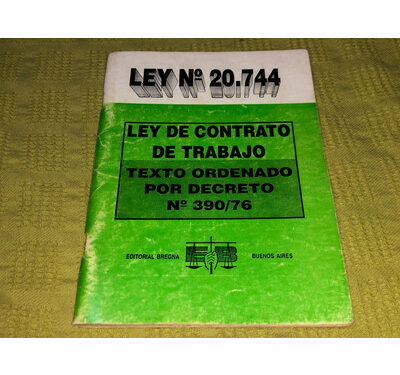 LEY Nº 20.744
LEY DE CONTRATO
DE TRABAJO
TEXTO ORDENADO
POR DECRETO
Nº 390/76
EDITORIAL BREGNA
EB
BUENOS AIRES